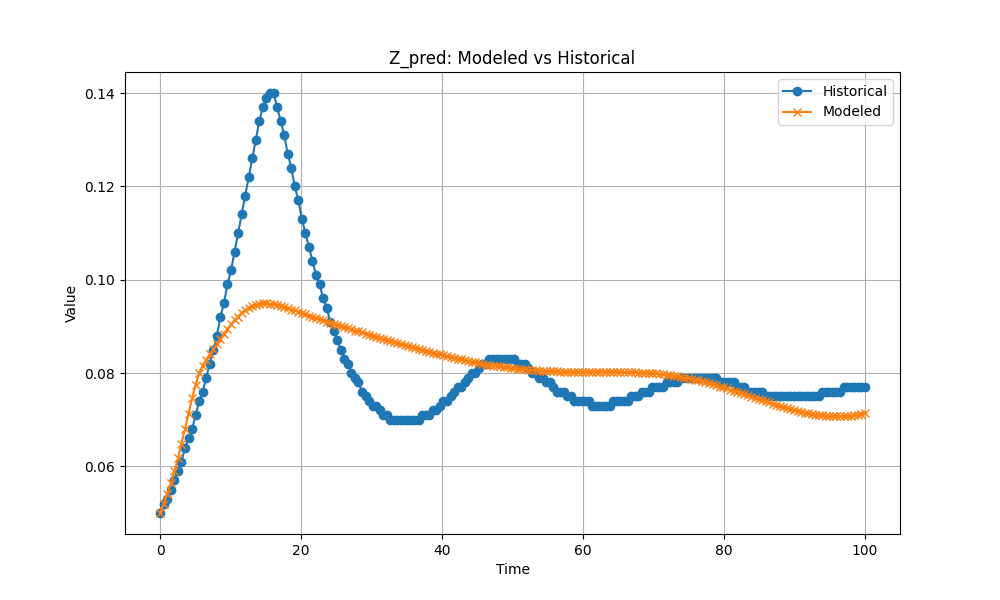 Z_pred: Modeled vs Historical
Historical
Modeled
Value
0.14
0.12
0.10
0.08
0.06
0
20
40
60
80
100
Time